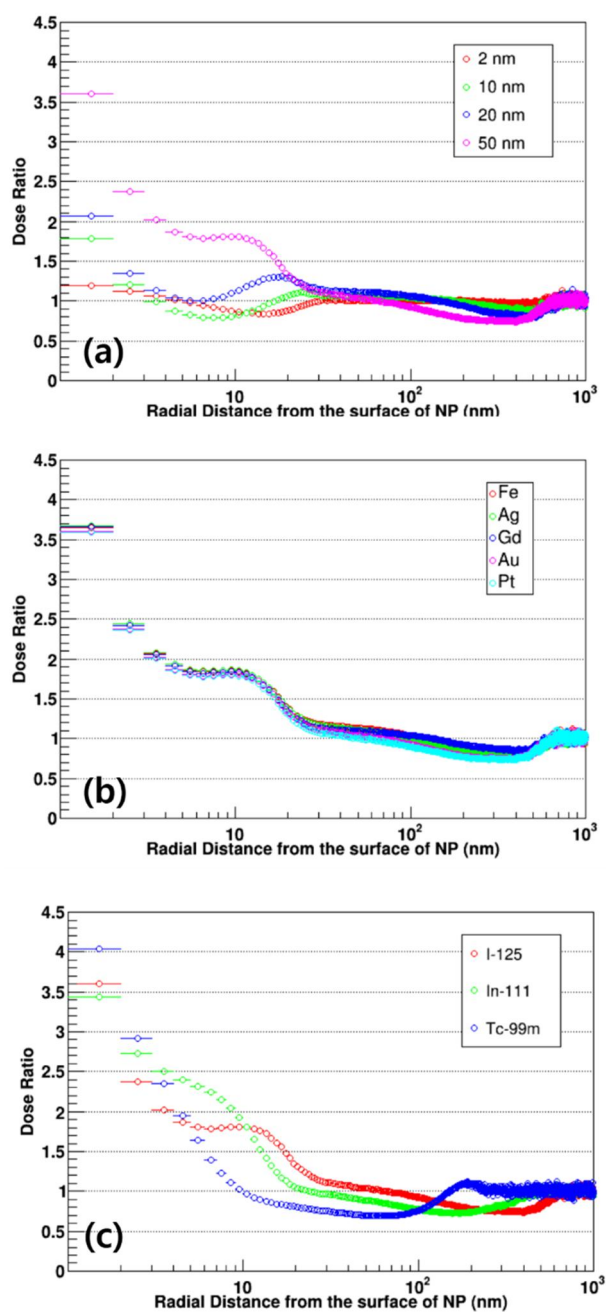 4.5
4
3.5
3
2.5
2
1.5
1
0.5
0
Dose Ratio
2 nm
10 nm
20 nm
50 nm
(a)
10
10²
10³
Radial Distance from the surface of NP (nm)
4.5
4
3.5
3
2.5
2
1.5
1
0.5
0
Dose Ratio
Fe
Ag
Gd
Au
Pt
(b)
10
10²
10³
Radial Distance from the surface of NP (nm)
4.5
4
3.5
3
2.5
2
1.5
1
0.5
0
Dose Ratio
I-125
In-111
Tc-99m
(c)
10
10²
10³
Radial Distance from the surface of NP (nm)